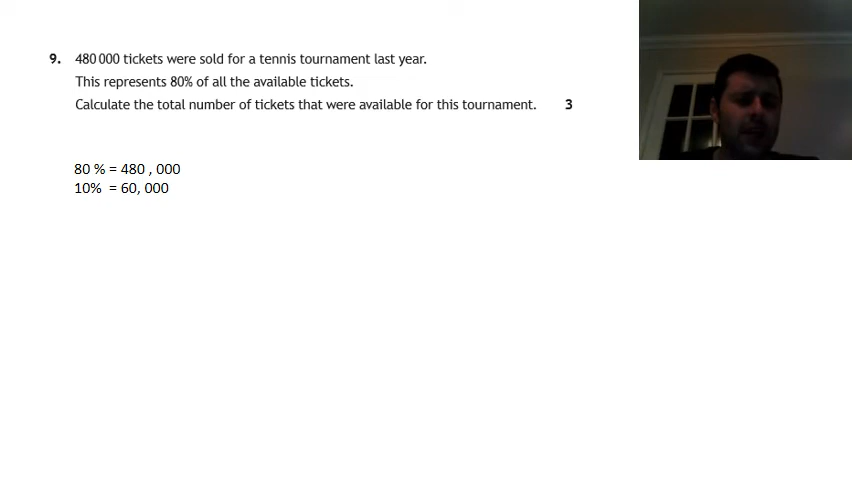 9. 480 000 tickets were sold for a tennis tournament last year.
This represents 80% of all the available tickets.
Calculate the total number of tickets that were available for this tournament. 3
80 % = 480 , 000
10% = 60, 000